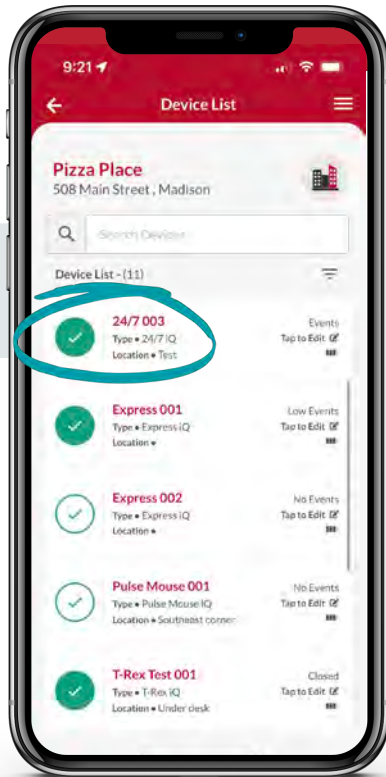 9:21
Device List
Pizza Place
508 Main Street , Madison
Search Devices
Device List - (11)
24/7 003
Events
Type • 24/7 iQ
Tap to Edit
Location • Test
Express 001
Low Events
Type • Express iQ
Tap to Edit
Location •
Express 002
No Events
Type • Express iQ
Tap to Edit
Location •
Pulse Mouse 001
No Events
Type • Pulse Mouse iQ
Tap to Edit
Location • Southeast corner
T-Rex Test 001
Closed
Type • T-Rex iQ
Tap to Edit
Location • Under desk